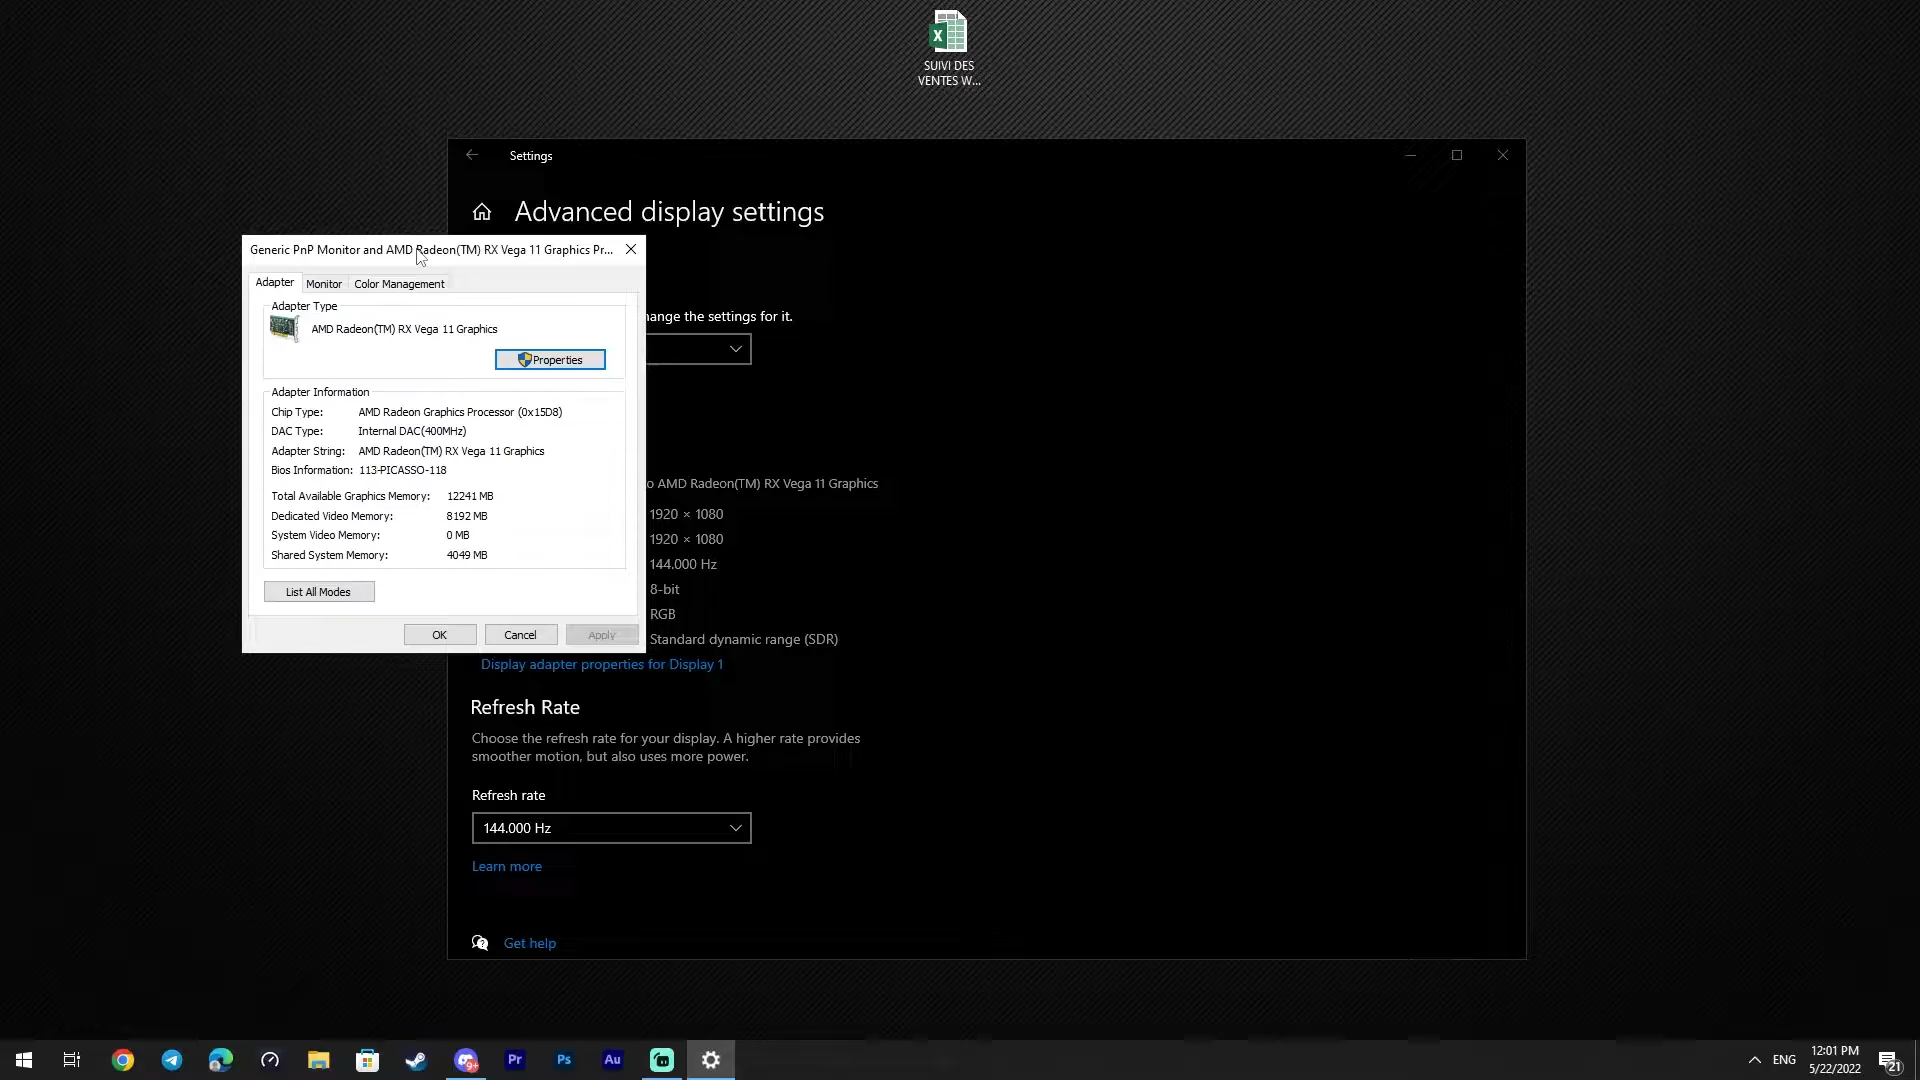 SUIVI DES
VENTES W...
Settings
Advanced display settings
Generic PnP Monitor and AMD Radeon(TM) RX Vega 11 Graphics Pr...
Adapter
Monitor
Color Management
Adapter Type
AMD Radeon(TM) RX Vega 11 Graphics
Properties
Adapter Information
Chip Type: AMD Radeon Graphics Processor (0x15D8)
DAC Type: Internal DAC(400MHz)
Adapter String: AMD Radeon(TM) RX Vega 11 Graphics
Bios Information: 113-PICASSO-118
Total Available Graphics Memory: 12241 MB
Dedicated Video Memory: 8192 MB
System Video Memory: 0 MB
Shared System Memory: 4049 MB
List All Modes
OK
Cancel
Apply
hange the settings for it.
o AMD Radeon(TM) RX Vega 11 Graphics
1920 × 1080
1920 × 1080
144.000 Hz
8-bit
RGB
Standard dynamic range (SDR)
Display adapter properties for Display 1
Refresh Rate
Choose the refresh rate for your display. A higher rate provides
smoother motion, but also uses more power.
Refresh rate
144.000 Hz
Learn more
Get help
9+
Pr
Ps
Au
ENG
12:01 PM
5/22/2022
21